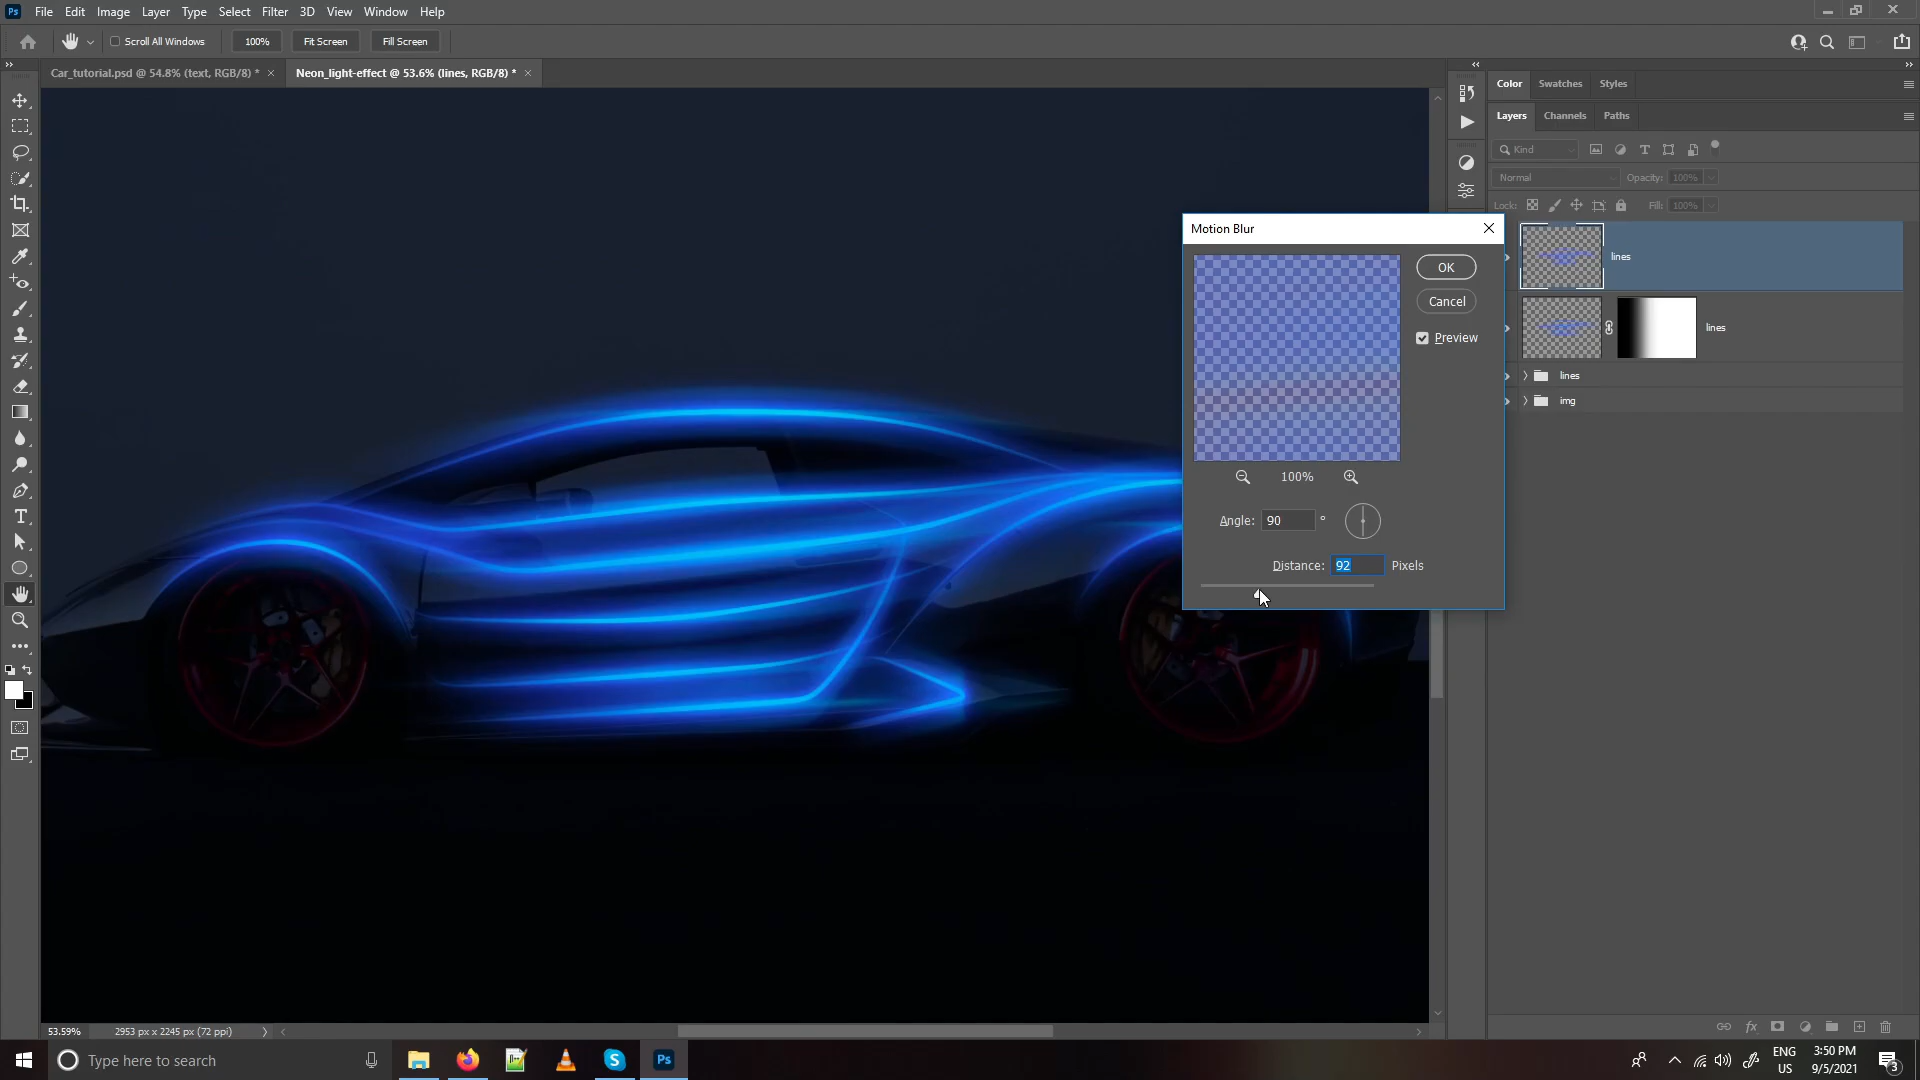 Ps File Edit Image Layer Type Select Filter 3D View Window Help
Scroll All Windows 100% Fit Screen Fill Screen
Car_tutorial.psd @ 54.8% (text, RGB/8) * Neon_light-effect @ 53.6% (lines, RGB/8) *
Color Swatches Styles
Layers Channels Paths
Kind
Normal Opacity: 100%
Lock: Fill: 100%
lines
lines
lines
img
Motion Blur
OK
Cancel
Preview
100%
Angle: 90 °
Distance: 92 Pixels
53.59% 2953 px x 2245 px (72 ppi)
Type here to search
Ps
ENG
US
3:50 PM
9/5/2021
3